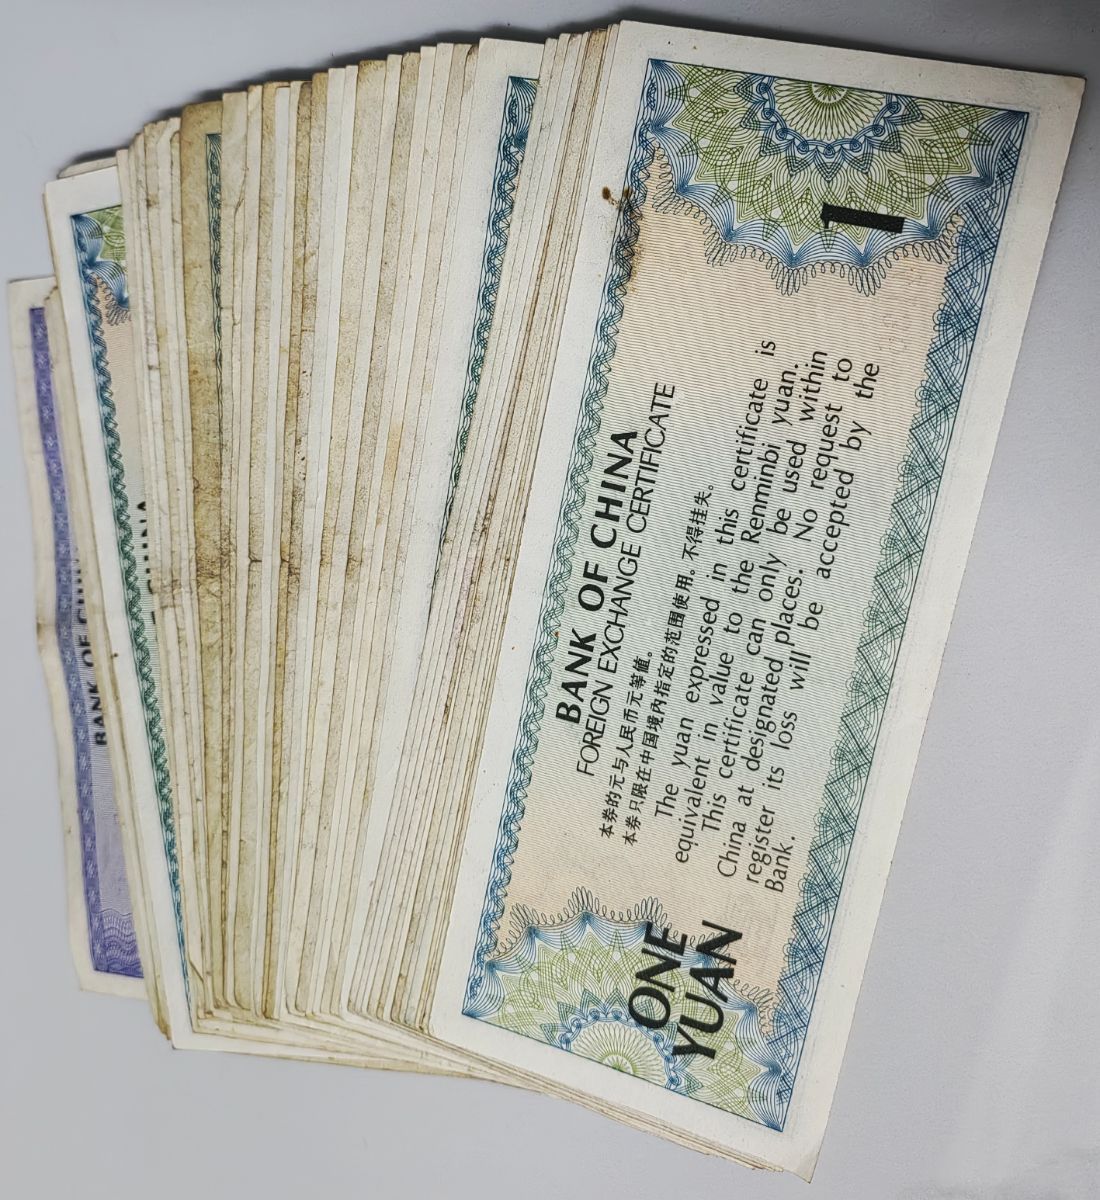 BANK OF CHINA
FOREIGN EXCHANGE CERTIFICATE
本券的元与人民币元等值。
本券只限在中国境内指定的范围使用。不得挂失。
The yuan expressed in this certificate is
equivalent in value to the Renminbi yuan.
This certificate can only be used within
China at designated places. No request to
register its loss will be accepted by the
Bank.
ONE
YUAN
1
BANK OF